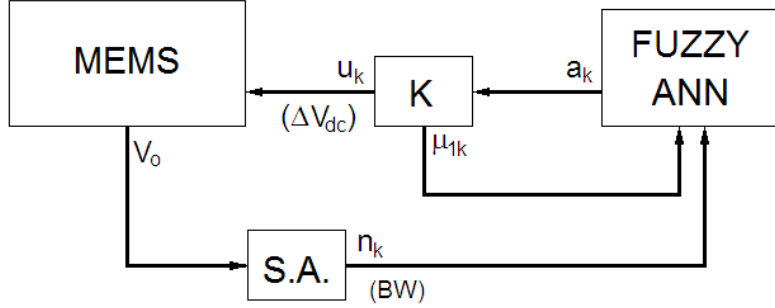 MEMS
FUZZY
ANN
u_k
K
a_k
(ΔV_dc)
μ_1k
V_o
S.A.
n_k
(BW)